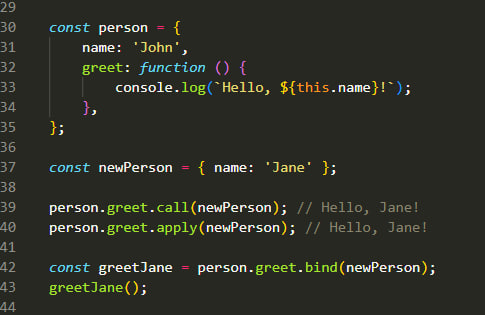 29
30 const person = {
31     name: 'John',
32     greet: function () {
33         console.log(`Hello, ${this.name}!`);
34     },
35 };
36
37 const newPerson = { name: 'Jane' };
38
39 person.greet.call(newPerson); // Hello, Jane!
40 person.greet.apply(newPerson); // Hello, Jane!
41
42 const greetJane = person.greet.bind(newPerson);
43 greetJane();
44